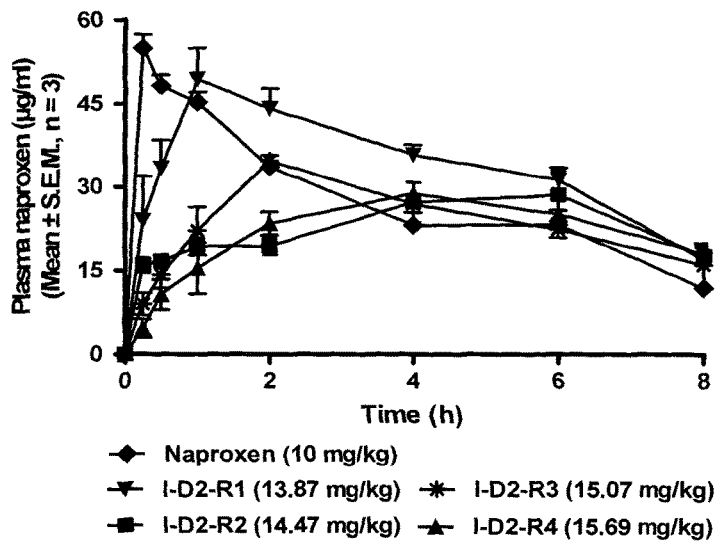 Plasma naproxen (µg/ml)
(Mean ± S.E.M., n = 3)
60
45
30
15
0
0 2 4 6 8
Time (h)
Naproxen (10 mg/kg)
I-D2-R1 (13.87 mg/kg) I-D2-R3 (15.07 mg/kg)
I-D2-R2 (14.47 mg/kg) I-D2-R4 (15.69 mg/kg)